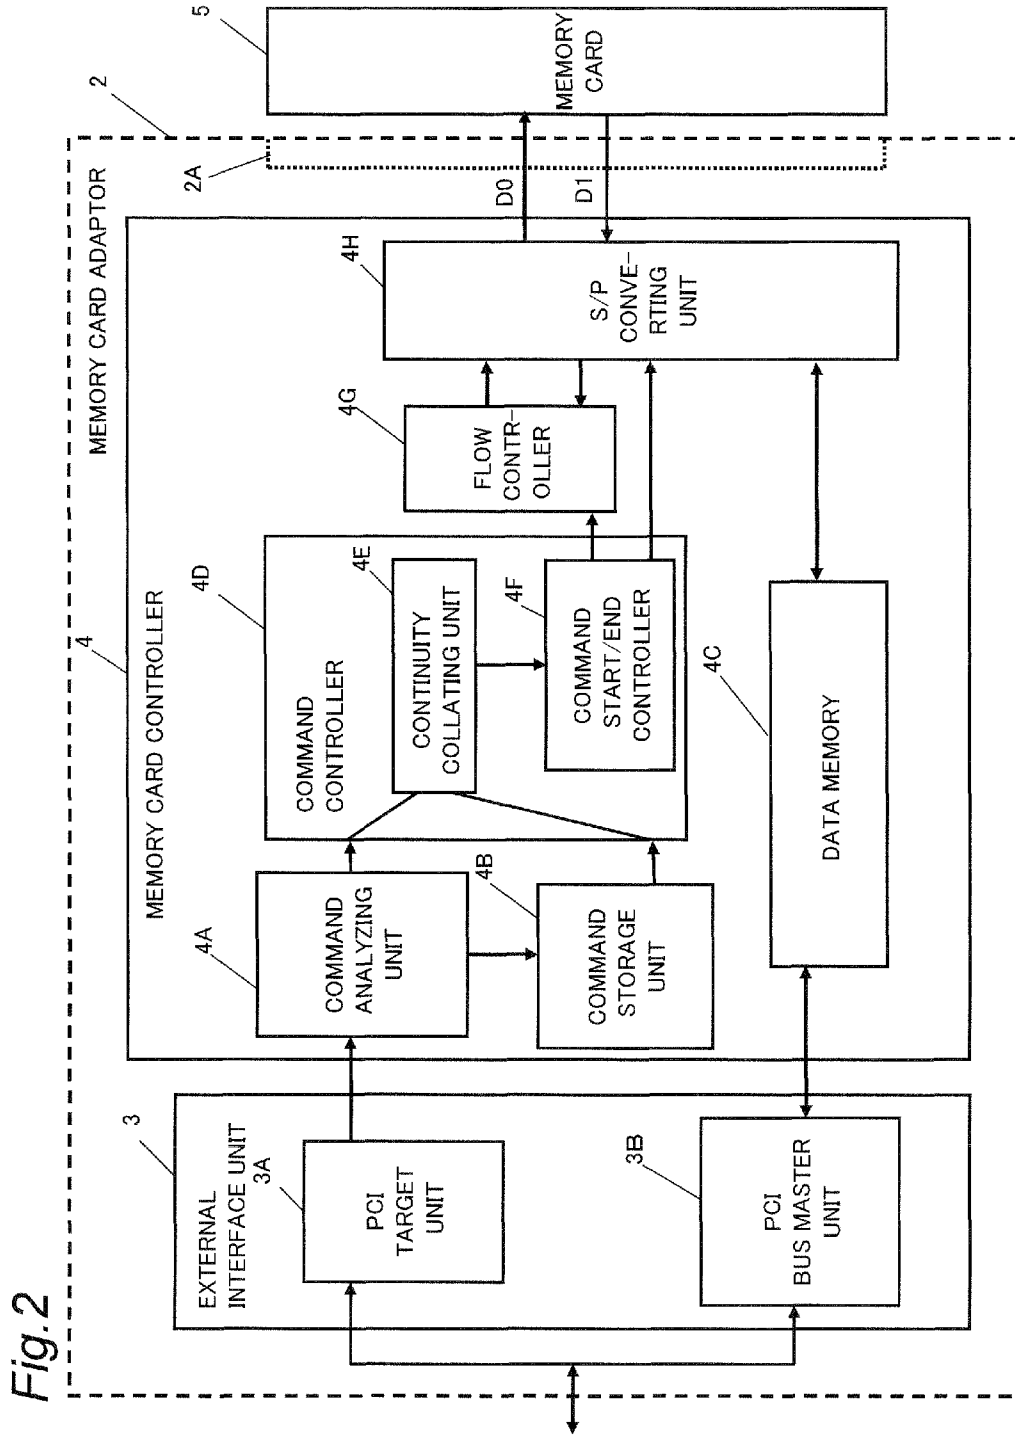 Fig.2
MEMORY CARD ADAPTOR
2
2A
5
MEMORY
CARD
EXTERNAL
INTERFACE UNIT
3
3A
PCI
TARGET
UNIT
3B
PCI
BUS MASTER
UNIT
MEMORY CARD CONTROLLER
4
4A
COMMAND
ANALYZING
UNIT
4B
COMMAND
STORAGE
UNIT
4D
COMMAND
CONTROLLER
4E
CONTINUITY
COLLATING UNIT
4F
COMMAND
START/END
CONTROLLER
4G
FLOW
CONTR-
OLLER
4H
S/P
CONVE-
RTING
UNIT
D0
D1
4C
DATA MEMORY